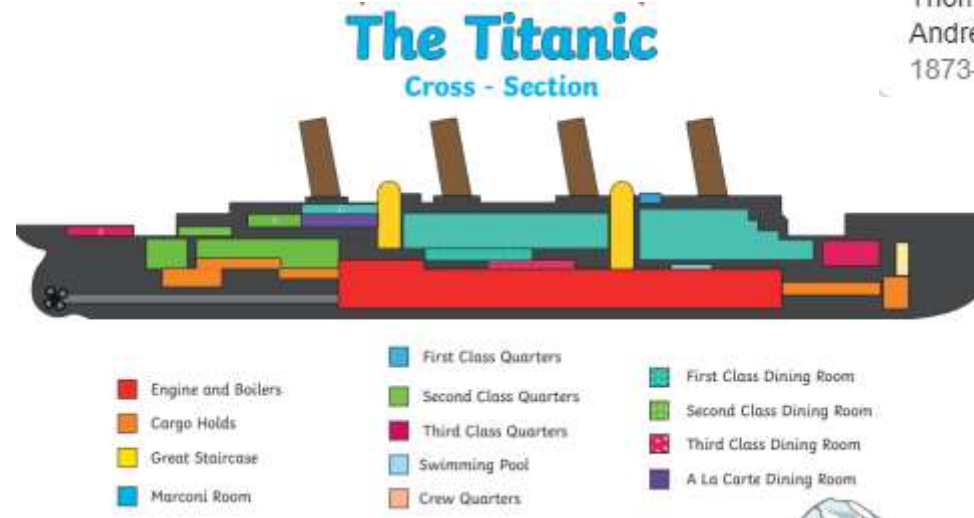 The Titanic
Cross - Section
Andre
1873-
Engine and Boilers
Cargo Holds
Great Staircase
Marconi Room
First Class Quarters
Second Class Quarters
Third Class Quarters
Swimming Pool
Crew Quarters
First Class Dining Room
Second Class Dining Room
Third Class Dining Room
A La Carte Dining Room